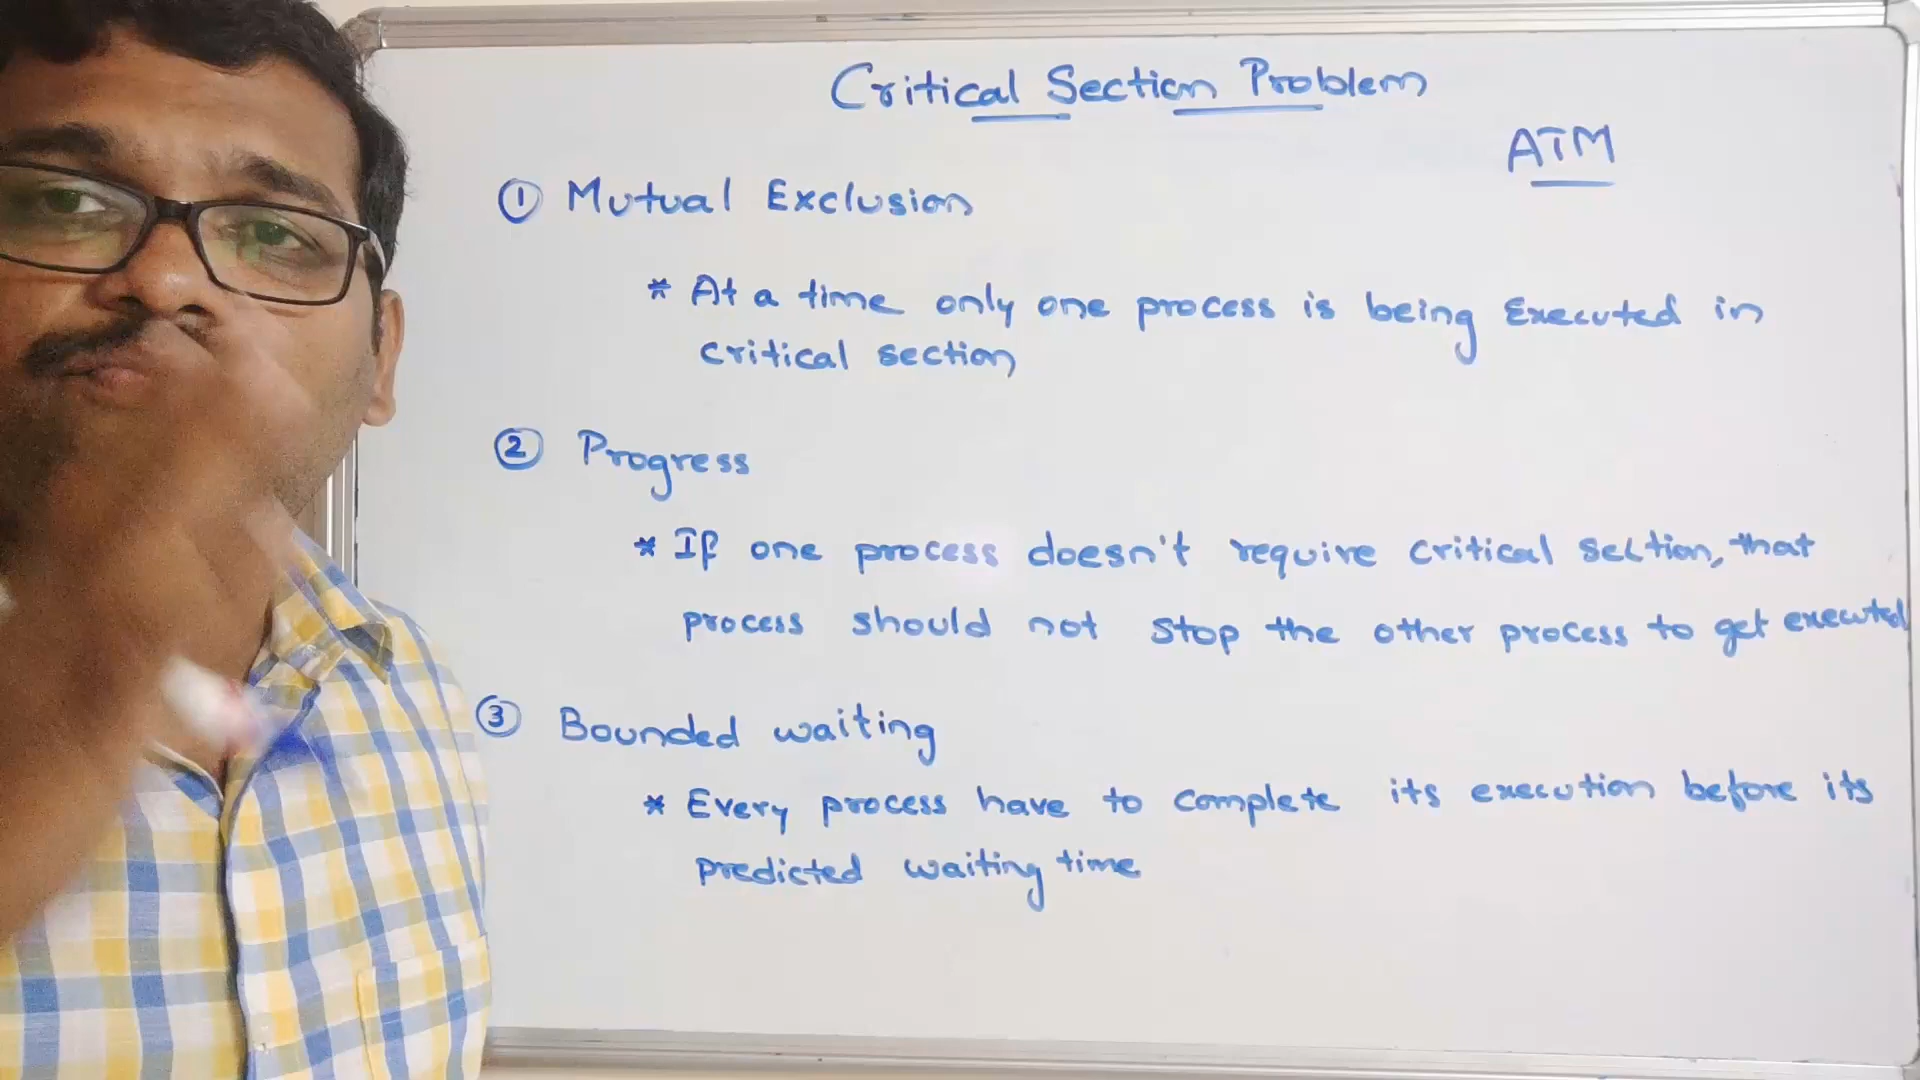 Critical Section Problem
ATM
① Mutual Exclusion
* At a time only one process is being Executed in
critical section
② Progress
* If one process doesn't require critical section, that
process should not stop the other process to get executed
③ Bounded waiting
* Every process have to complete its execution before its
predicted waiting time